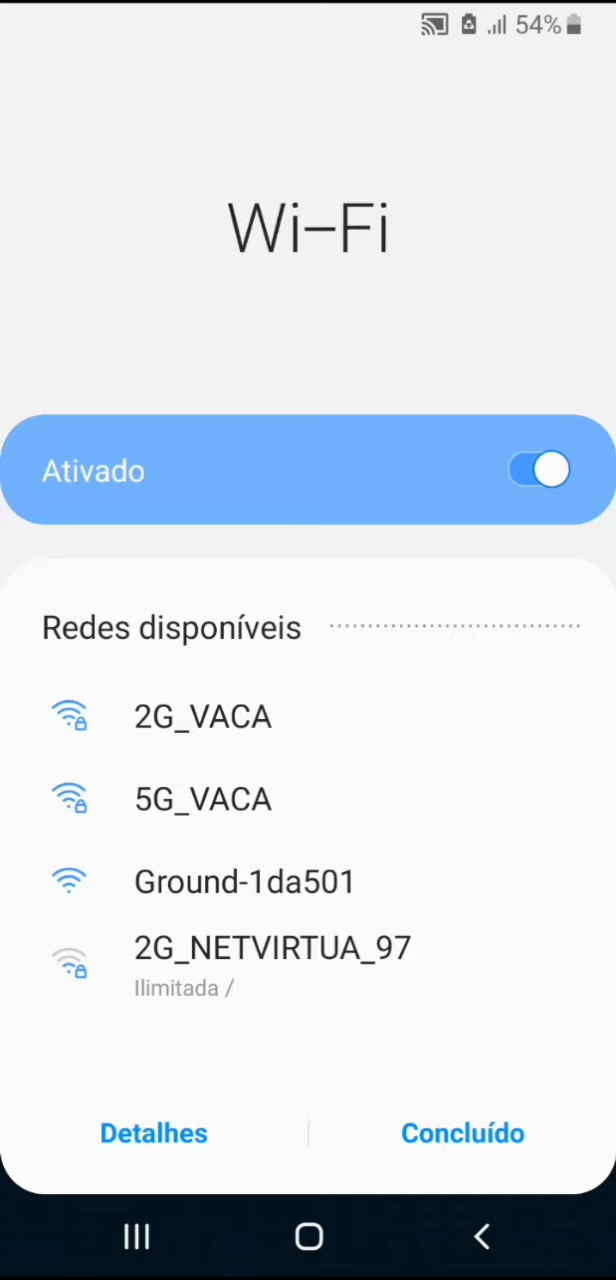 54%
Wi-Fi
Ativado
Redes disponíveis
2G_VACA
5G_VACA
Ground-1da501
2G_NETVIRTUA_97
Ilimitada /
Detalhes
Concluído